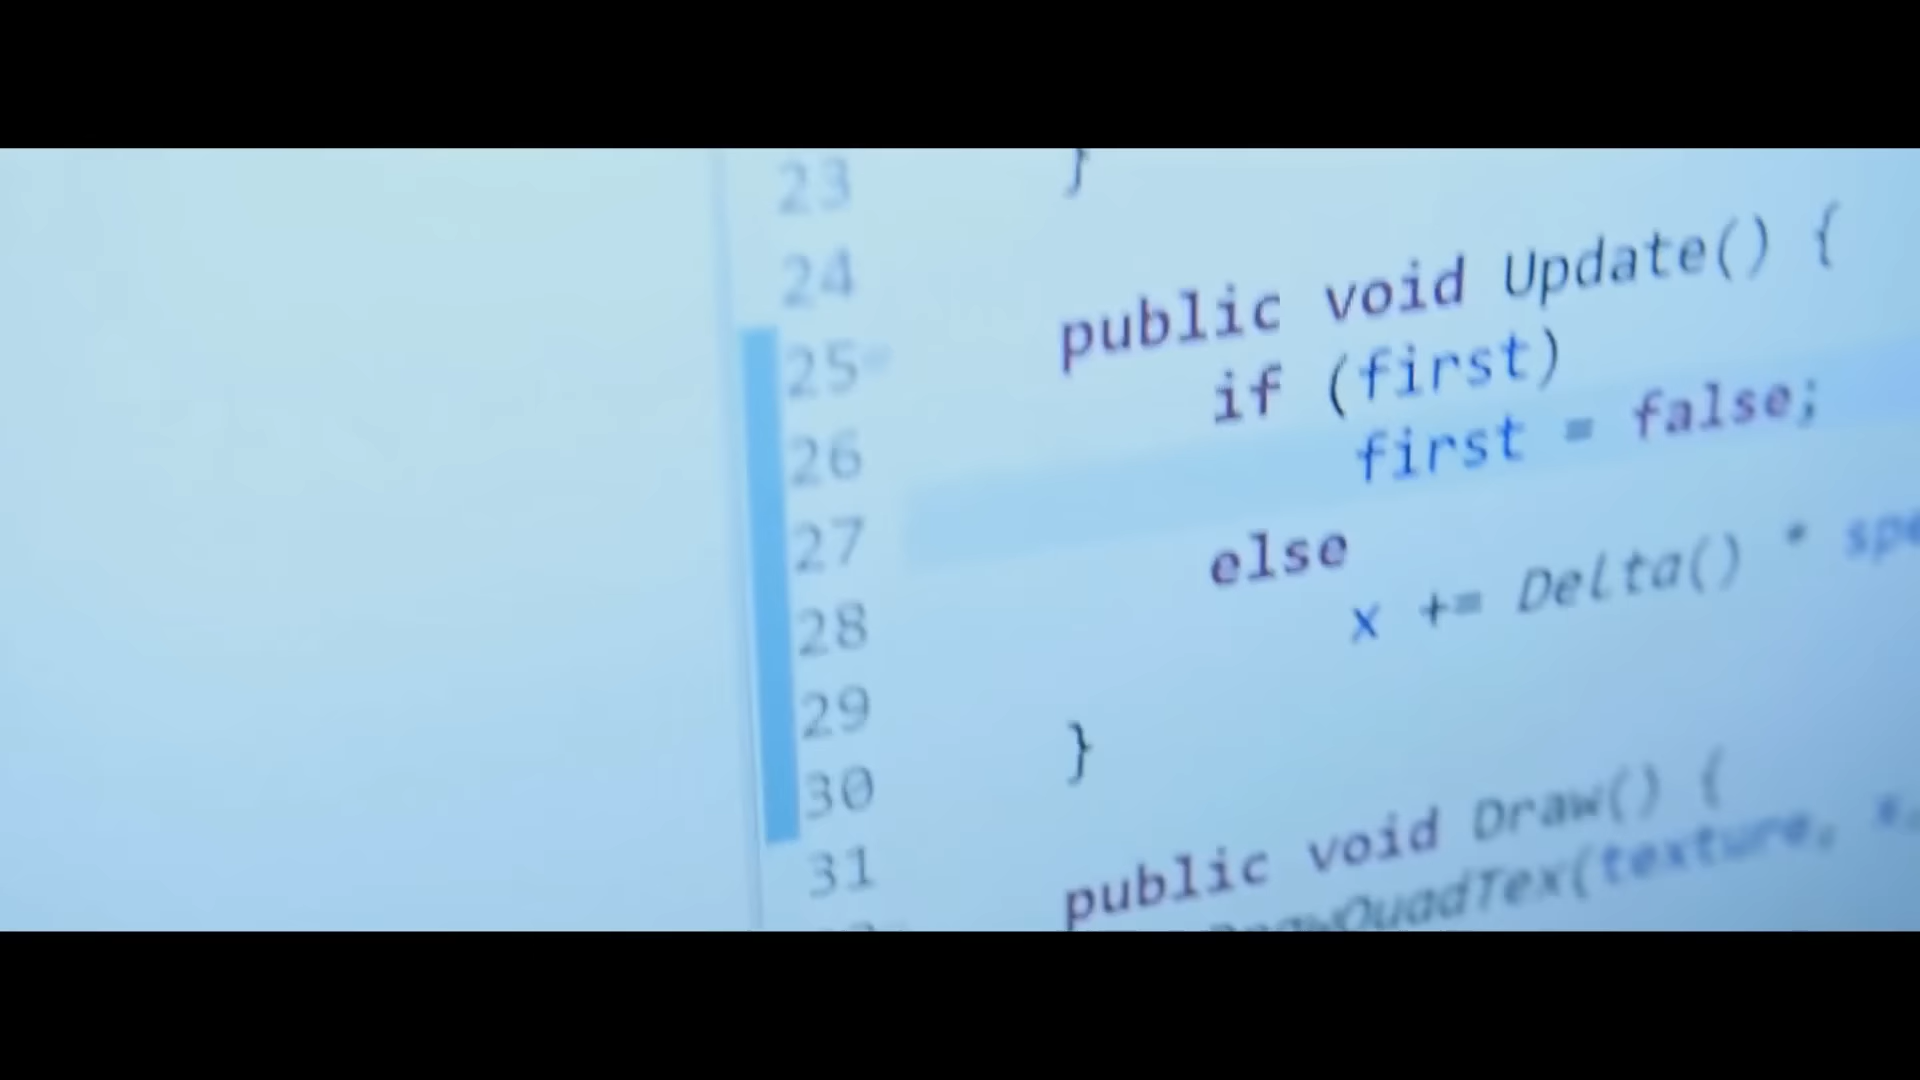 23 }
24
25 public void Update() {
26 if (first)
27 first = false;
28 else
29 x += Delta() *
30 }
31
public void Draw() {
QuadTex(texture, x,